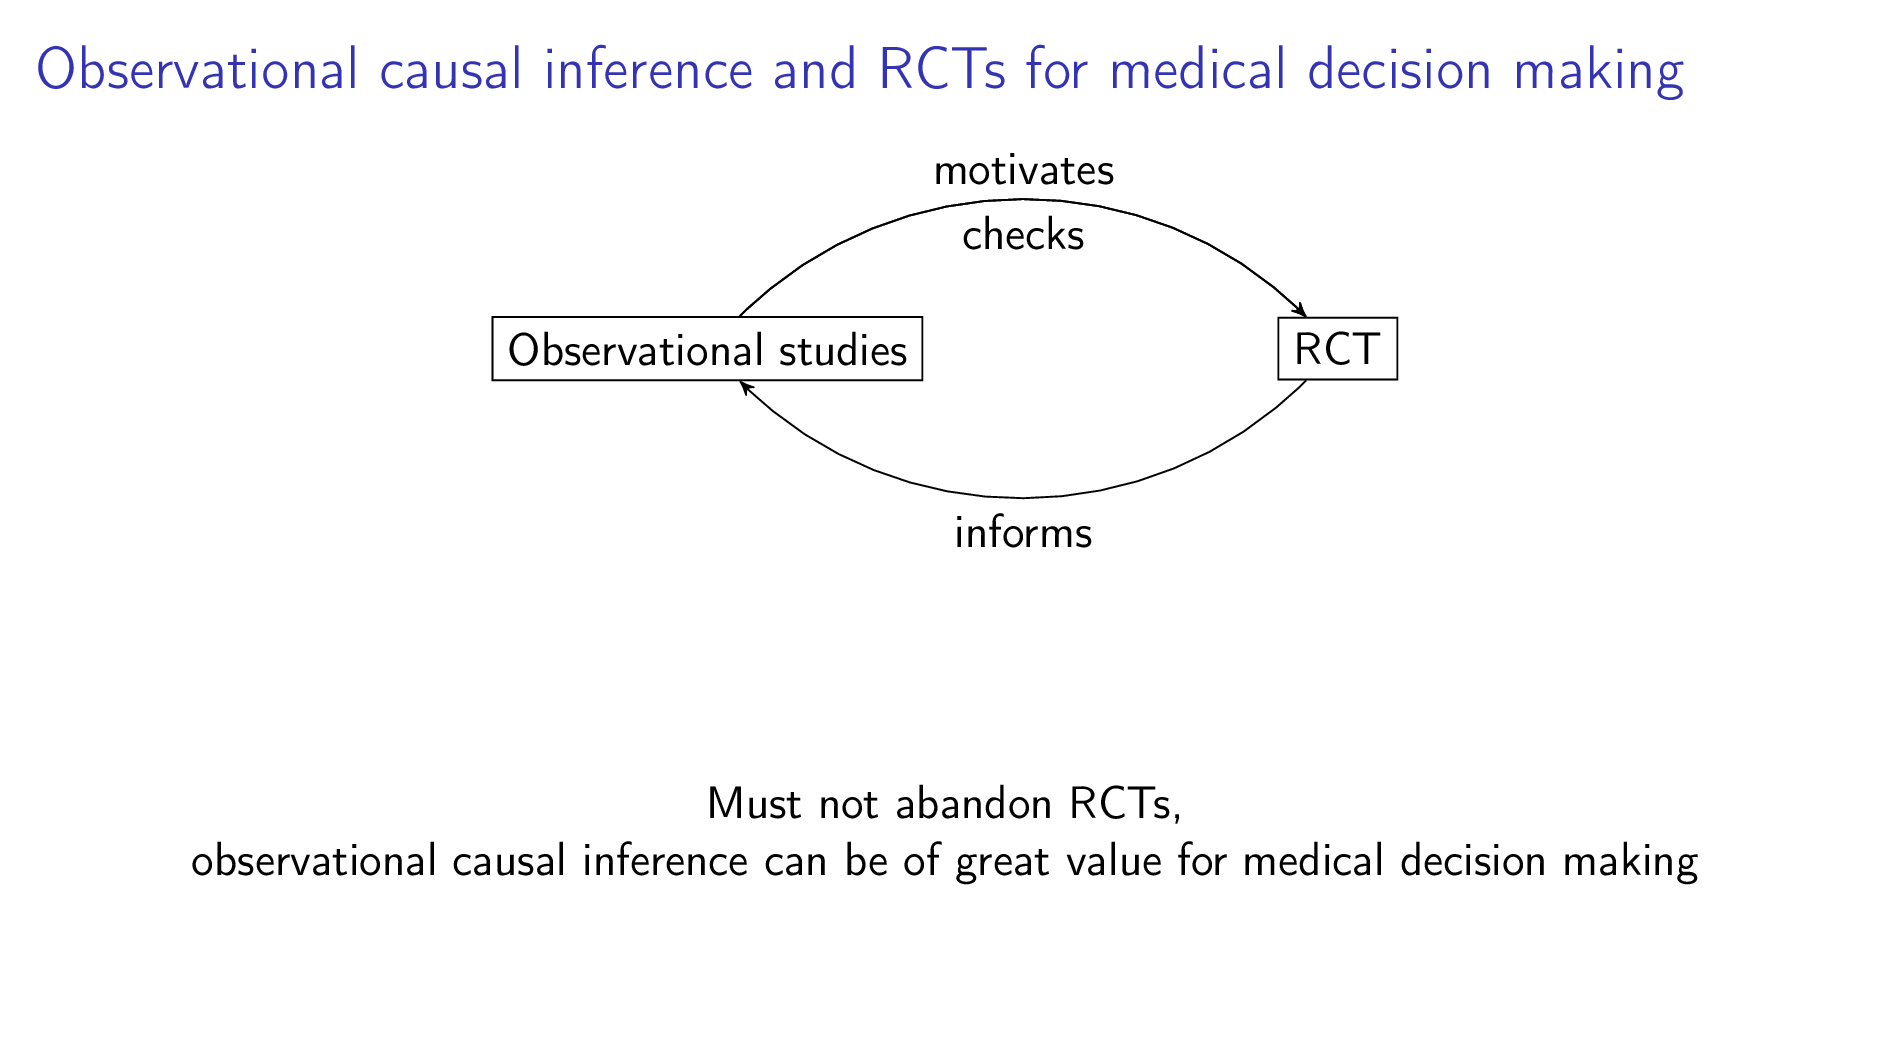 Observational causal inference and RCTs for medical decision making
motivates
checks
Observational studies
RCT
informs
Must not abandon RCTs,
observational causal inference can be of great value for medical decision making